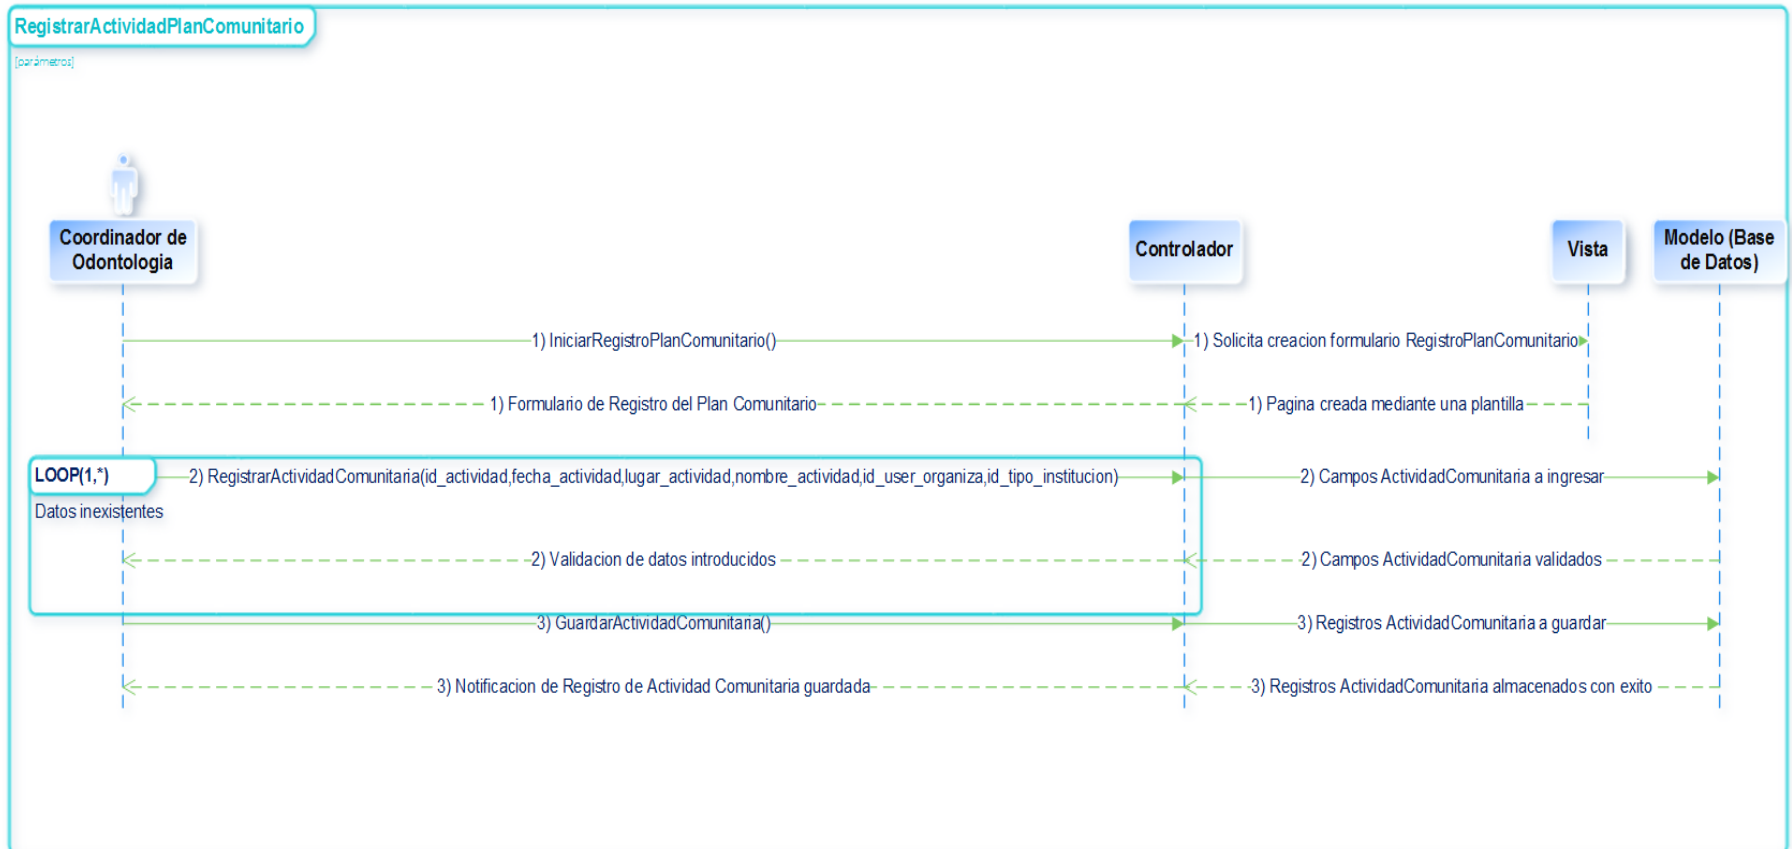 RegistrarActividadPlanComunitario
[parámetros]
Coordinador de
Odontologia
Controlador
Vista
Modelo (Base
de Datos)
1) IniciarRegistroPlanComunitario()
1) Solicita creacion formulario RegistroPlanComunitario
1) Formulario de Registro del Plan Comunitario
1) Pagina creada mediante una plantilla
LOOP(1,*)
2) RegistrarActividadComunitaria(id_actividad,fecha_actividad,lugar_actividad,nombre_actividad,id_user_organiza,id_tipo_institucion)
2) Campos ActividadComunitaria a ingresar
Datos inexistentes
2) Validacion de datos introducidos
2) Campos ActividadComunitaria validados
3) GuardarActividadComunitaria()
3) Registros ActividadComunitaria a guardar
3) Notificacion de Registro de Actividad Comunitaria guardada
3) Registros ActividadComunitaria almacenados con exito